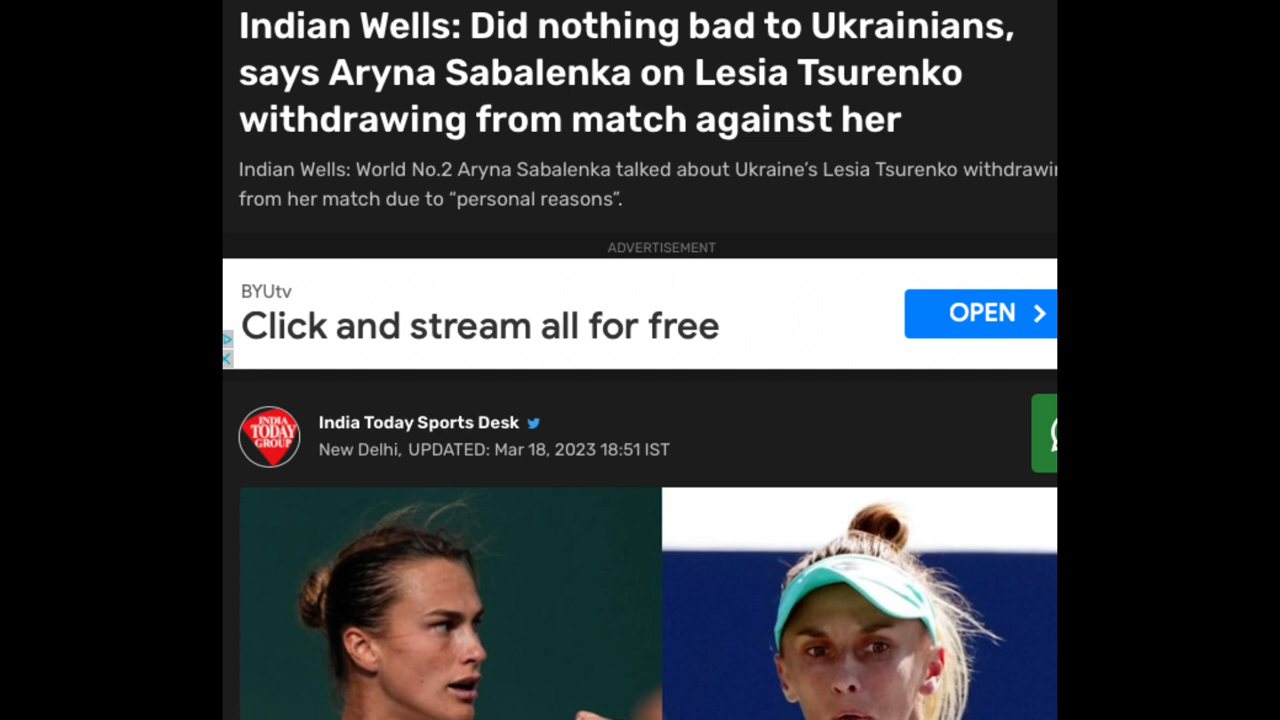 Indian Wells: Did nothing bad to Ukrainians,
says Aryna Sabalenka on Lesia Tsurenko
withdrawing from match against her
Indian Wells: World No.2 Aryna Sabalenka talked about Ukraine’s Lesia Tsurenko withdrawin
from her match due to “personal reasons”.
ADVERTISEMENT
BYUtv
Click and stream all for free
OPEN
INDIA
TODAY
GROUP
India Today Sports Desk
New Delhi, UPDATED: Mar 18, 2023 18:51 IST